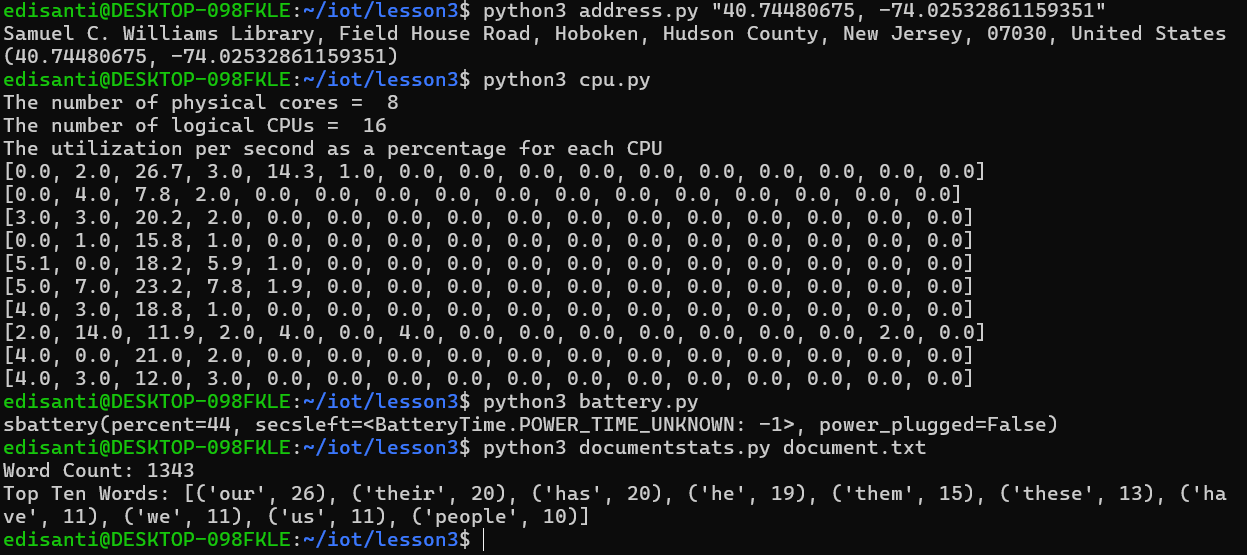 edisanti@DESKTOP-098FKLE:~/iot/lesson3$ python3 address.py "40.74480675, -74.02532861159351"
Samuel C. Williams Library, Field House Road, Hoboken, Hudson County, New Jersey, 07030, United States
(40.74480675, -74.02532861159351)
edisanti@DESKTOP-098FKLE:~/iot/lesson3$ python3 cpu.py
The number of physical cores =  8
The number of logical CPUs =  16
The utilization per second as a percentage for each CPU
[0.0, 2.0, 26.7, 3.0, 14.3, 1.0, 0.0, 0.0, 0.0, 0.0, 0.0, 0.0, 0.0, 0.0, 0.0, 0.0]
[0.0, 4.0, 7.8, 2.0, 0.0, 0.0, 0.0, 0.0, 0.0, 0.0, 0.0, 0.0, 0.0, 0.0, 0.0, 0.0]
[3.0, 3.0, 20.2, 2.0, 0.0, 0.0, 0.0, 0.0, 0.0, 0.0, 0.0, 0.0, 0.0, 0.0, 0.0, 0.0]
[0.0, 1.0, 15.8, 1.0, 0.0, 0.0, 0.0, 0.0, 0.0, 0.0, 0.0, 0.0, 0.0, 0.0, 0.0, 0.0]
[5.1, 0.0, 18.2, 5.9, 1.0, 0.0, 0.0, 0.0, 0.0, 0.0, 0.0, 0.0, 0.0, 0.0, 0.0, 0.0]
[5.0, 7.0, 23.2, 7.8, 1.9, 0.0, 0.0, 0.0, 0.0, 0.0, 0.0, 0.0, 0.0, 0.0, 0.0, 0.0]
[4.0, 3.0, 18.8, 1.0, 0.0, 0.0, 0.0, 0.0, 0.0, 0.0, 0.0, 0.0, 0.0, 0.0, 0.0, 0.0]
[2.0, 14.0, 11.9, 2.0, 4.0, 0.0, 4.0, 0.0, 0.0, 0.0, 0.0, 0.0, 0.0, 0.0, 2.0, 0.0]
[4.0, 0.0, 21.0, 2.0, 0.0, 0.0, 0.0, 0.0, 0.0, 0.0, 0.0, 0.0, 0.0, 0.0, 0.0, 0.0]
[4.0, 3.0, 12.0, 3.0, 0.0, 0.0, 0.0, 0.0, 0.0, 0.0, 0.0, 0.0, 0.0, 0.0, 0.0, 0.0]
edisanti@DESKTOP-098FKLE:~/iot/lesson3$ python3 battery.py
sbattery(percent=44, secsleft=<BatteryTime.POWER_TIME_UNKNOWN: -1>, power_plugged=False)
edisanti@DESKTOP-098FKLE:~/iot/lesson3$ python3 documentstats.py document.txt
Word Count: 1343
Top Ten Words: [('our', 26), ('their', 20), ('has', 20), ('he', 19), ('them', 15), ('these', 13), ('ha
ve', 11), ('we', 11), ('us', 11), ('people', 10)]
edisanti@DESKTOP-098FKLE:~/iot/lesson3$